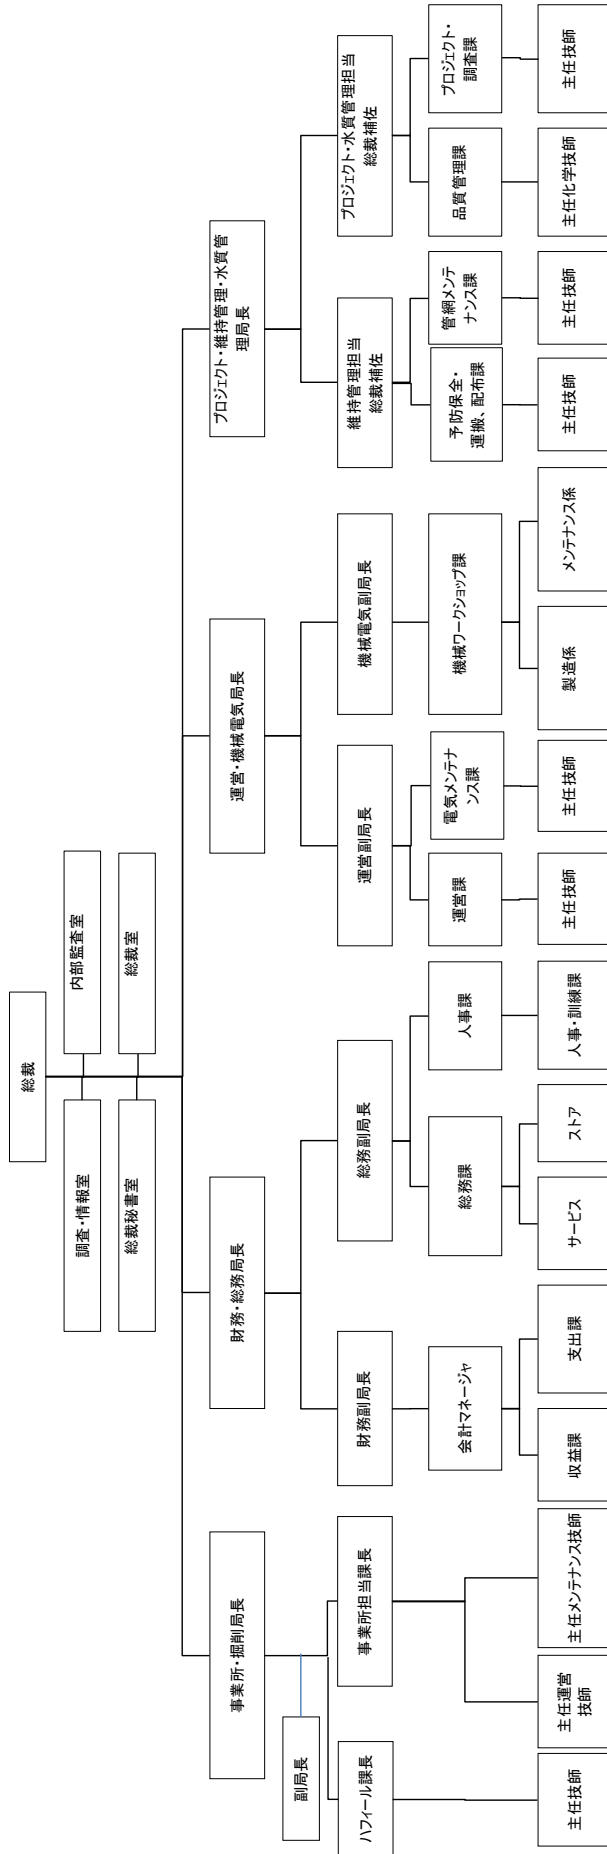 総裁
調査・情報室
内部監査室
総裁秘書室
総裁室
事業所・掘削局長
財務・総務局長
運営・機械電気局長
プロジェクト・維持管理・水質管
理局長
副局長
ハフィール課長
事業所担当課長
財務副局長
総務副局長
運営副局長
機械電気副局長
維持管理担当
総裁補佐
プロジェクト・水質管理担当
総裁補佐
会計マネージャ
総務課
人事課
運営課
電気メンテナ
ンス課
機械ワークショップ課
予防保全・
運搬、配布課
管網メンテ
ナンス課
品質管理課
プロジェクト・
調査課
主任技師
主任運営
技師
主任メンテナンス技師
収益課
支出課
サービス
ストア
人事・訓練課
主任技師
主任技師
製造係
メンテナンス係
主任技師
主任技師
主任化学技師
主任技師